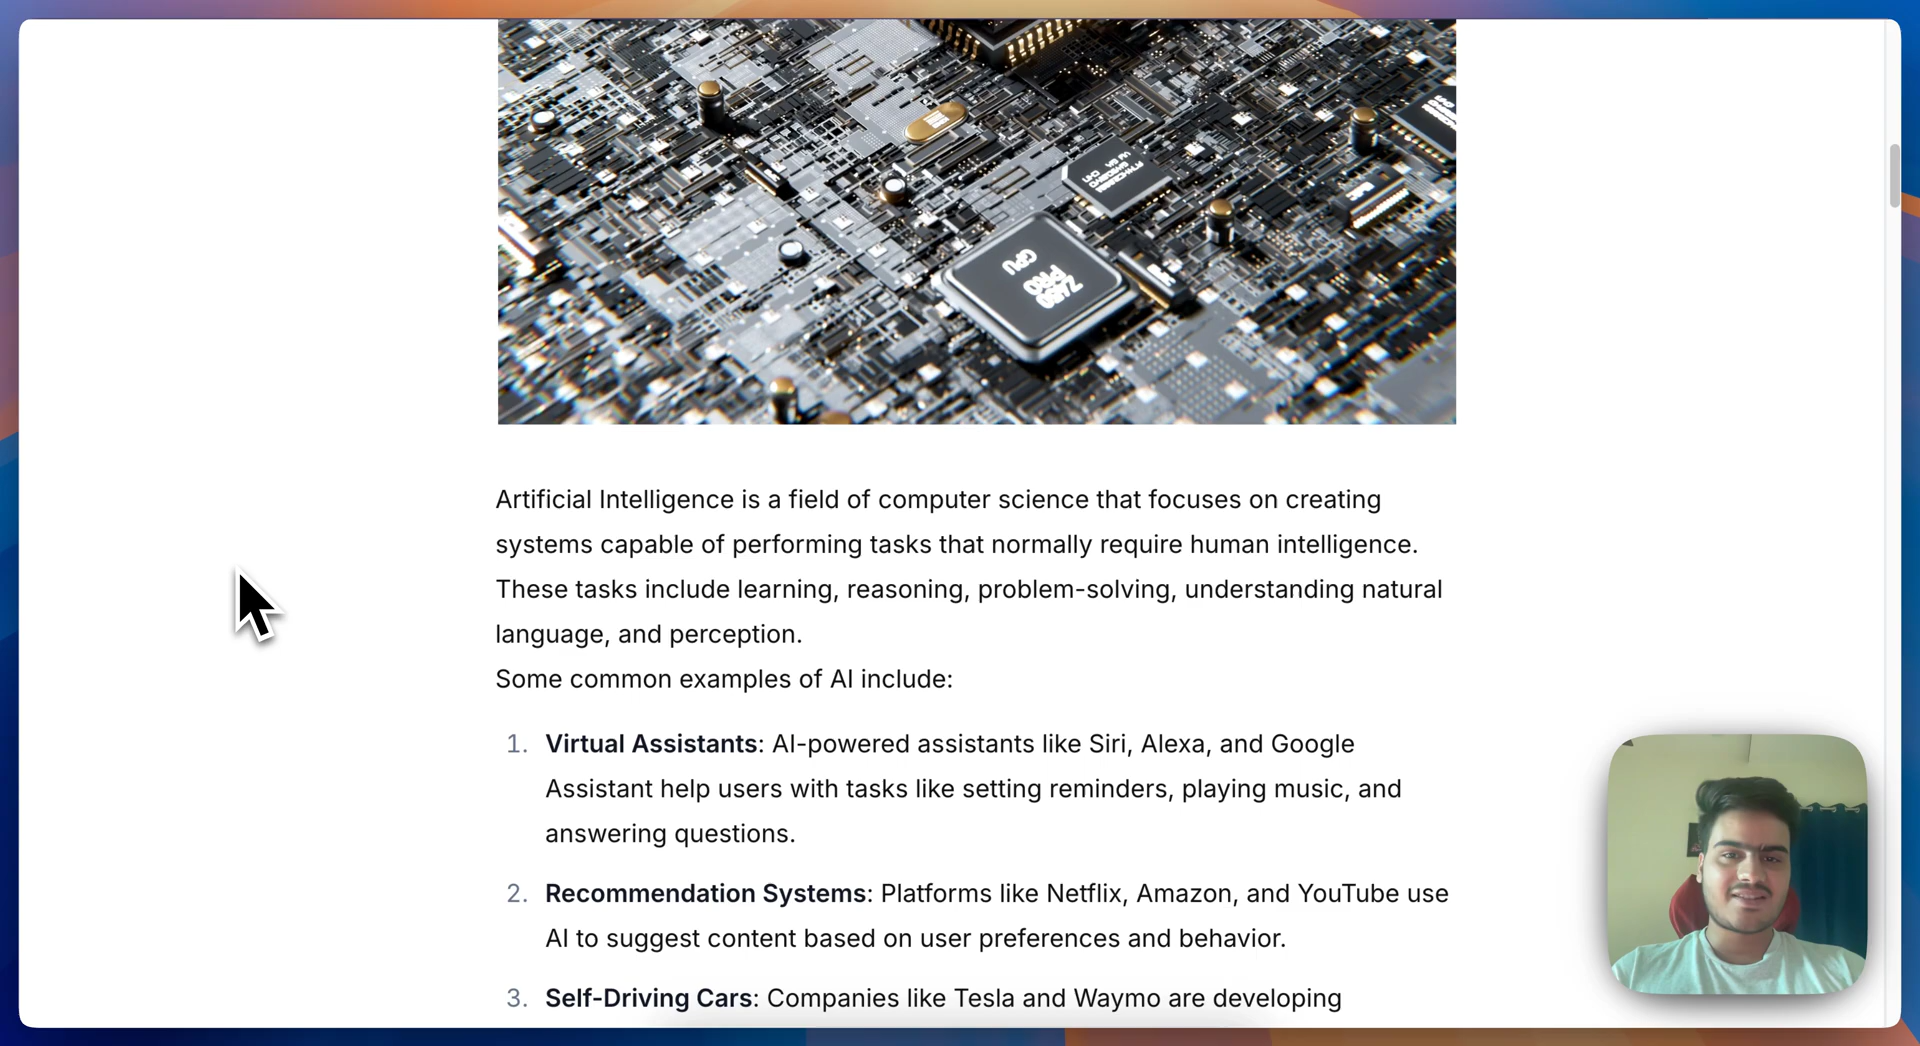 CPU
Z480
PRO
Artificial Intelligence is a field of computer science that focuses on creating
systems capable of performing tasks that normally require human intelligence.
These tasks include learning, reasoning, problem-solving, understanding natural
language, and perception.
Some common examples of AI include:
1. Virtual Assistants: AI-powered assistants like Siri, Alexa, and Google
Assistant help users with tasks like setting reminders, playing music, and
answering questions.
2. Recommendation Systems: Platforms like Netflix, Amazon, and YouTube use
AI to suggest content based on user preferences and behavior.
3. Self-Driving Cars: Companies like Tesla and Waymo are developing